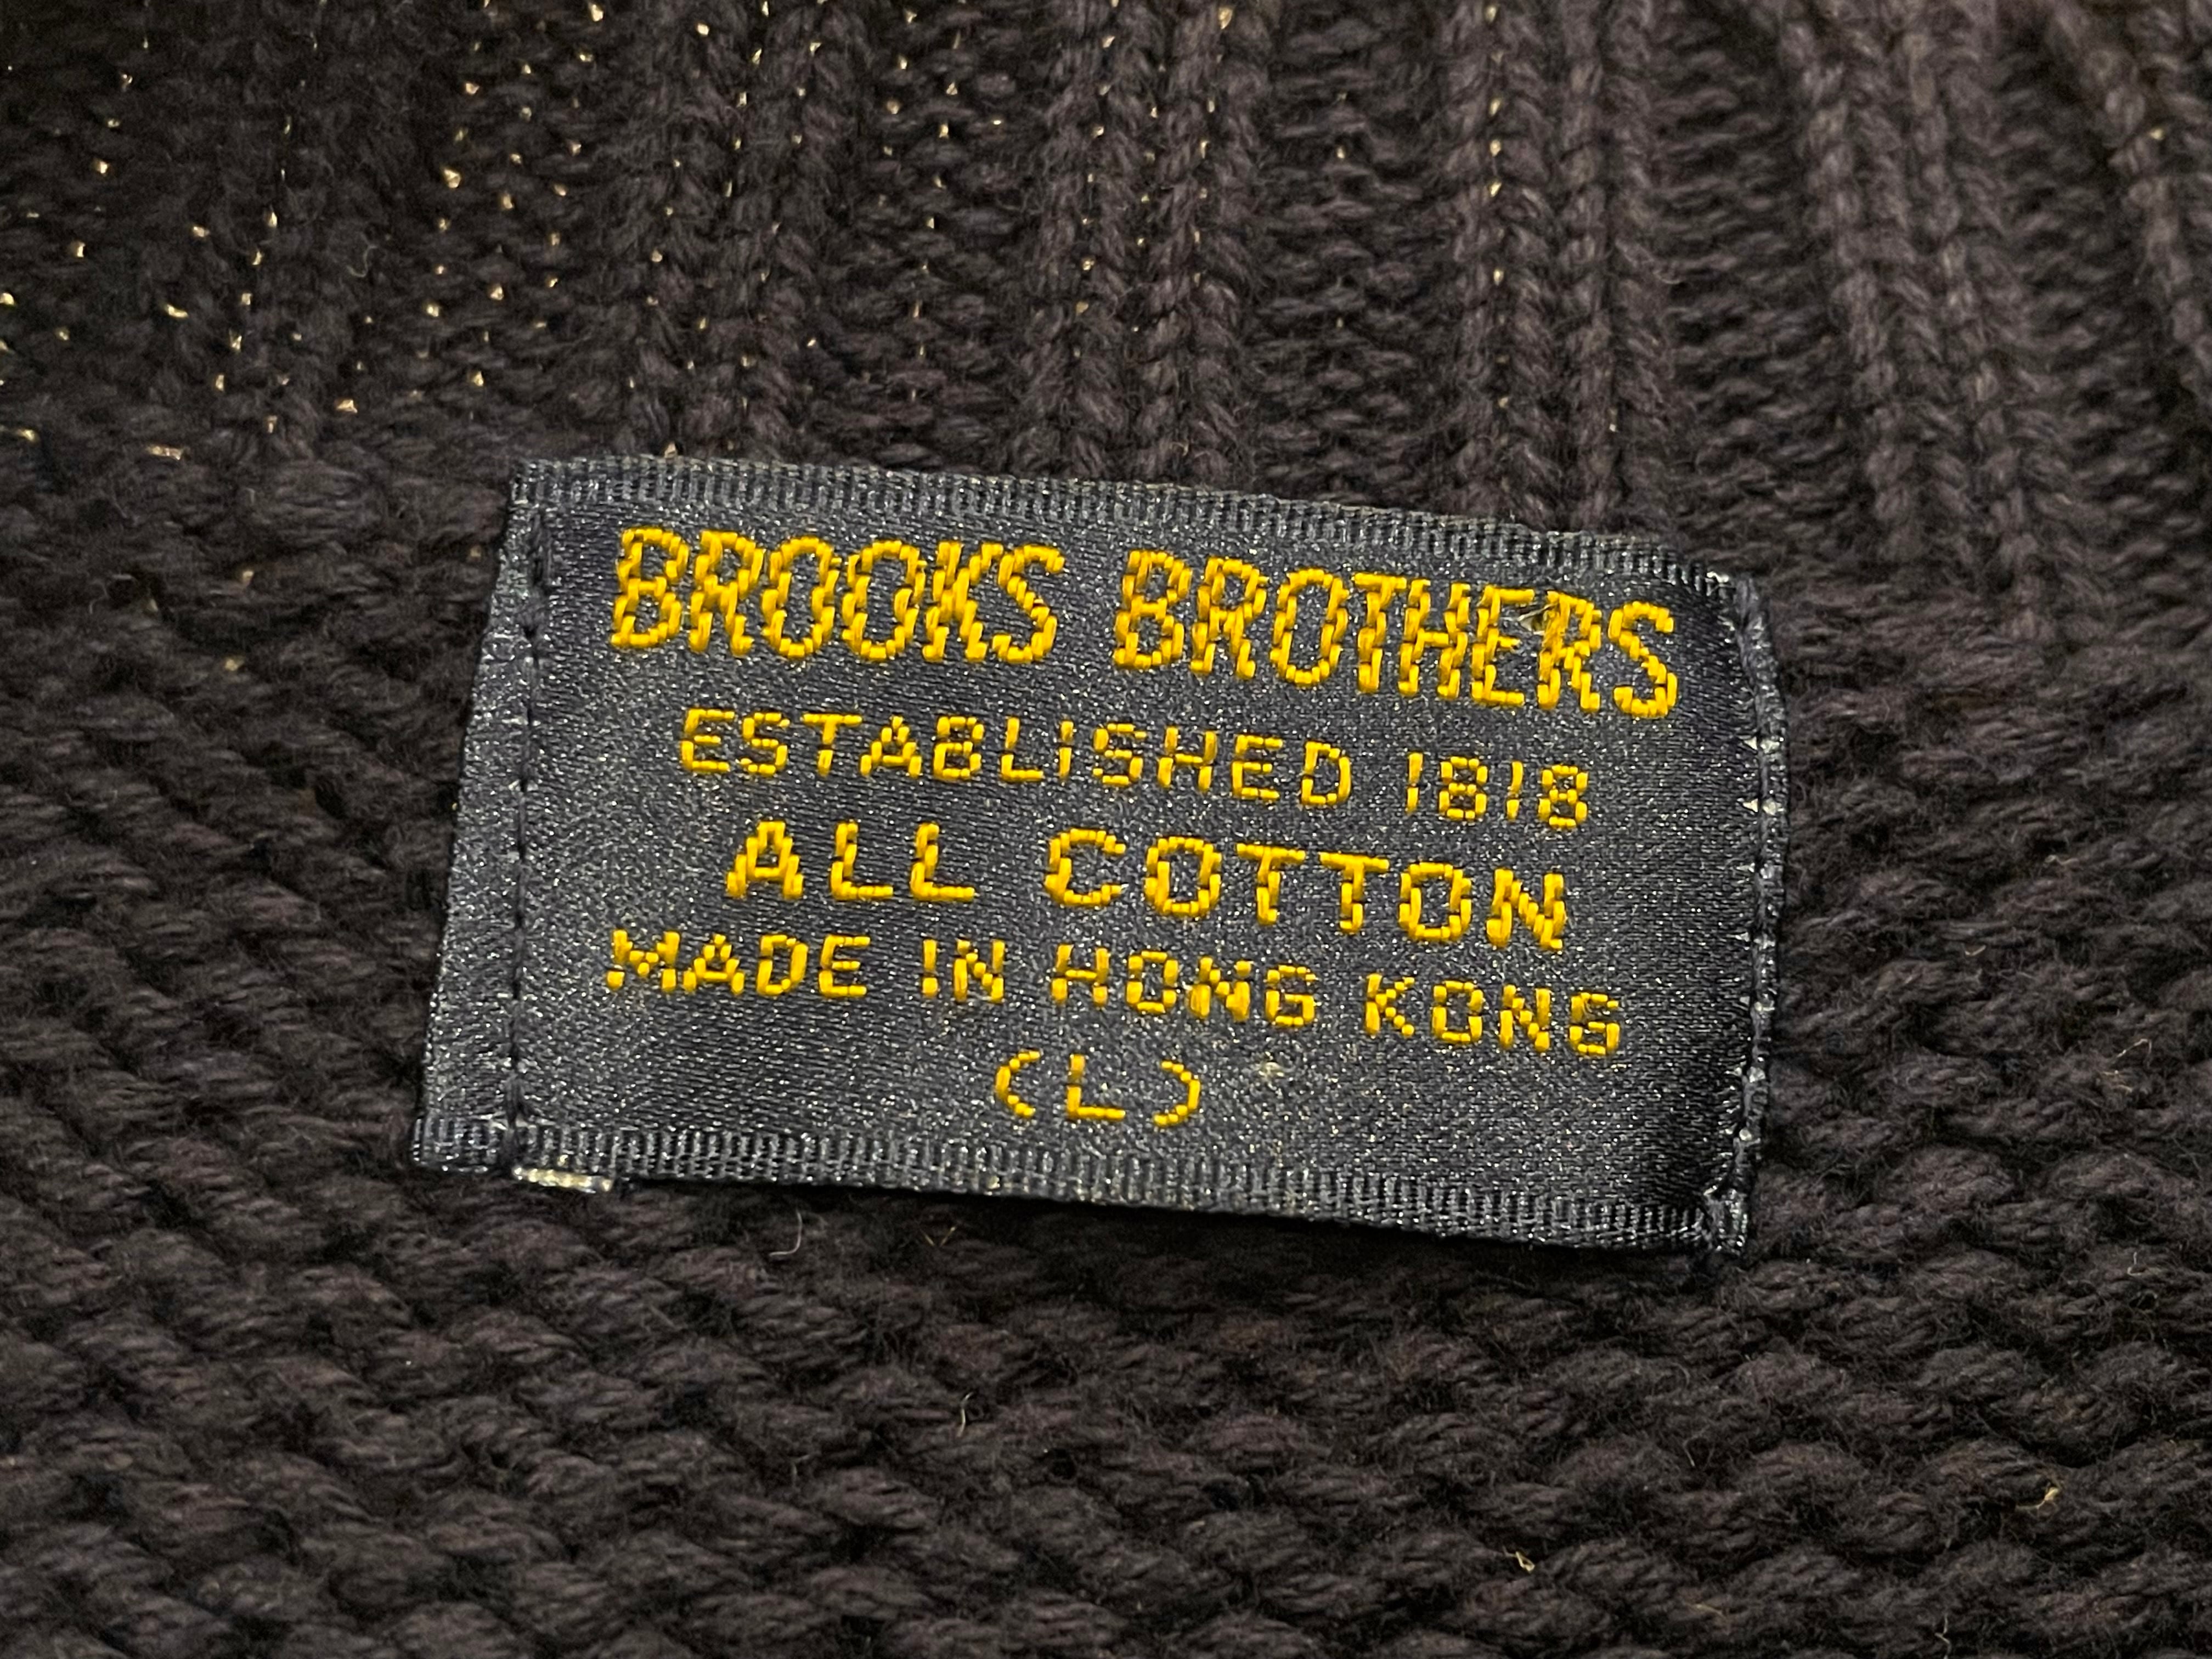 BROOKS BROTHERS
ESTABLISHED 1818
ALL COTTON
MADE IN HONG KONG
(L)